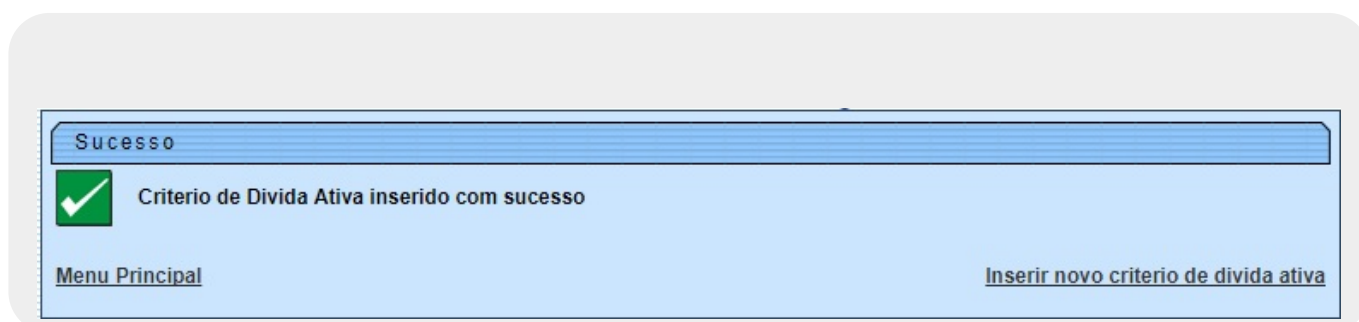 Sucesso
Criterio de Divida Ativa inserido com sucesso
Menu Principal
Inserir novo criterio de divida ativa